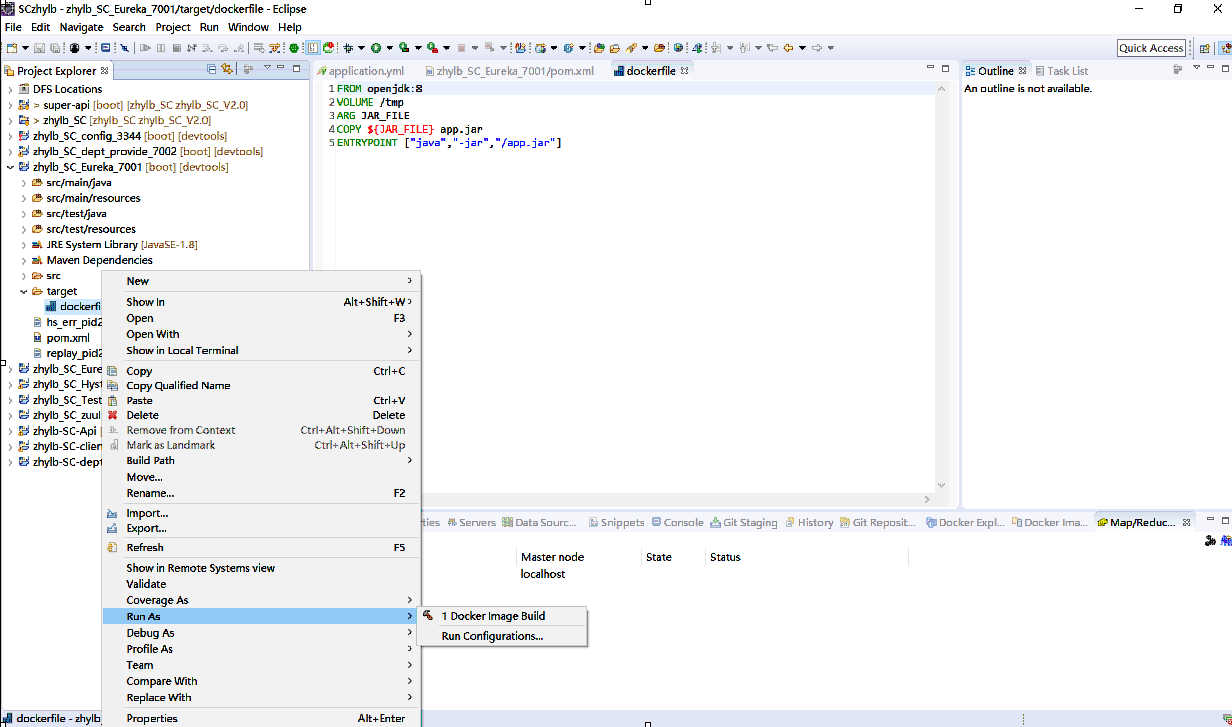 SCzhylb - zhylb_SC_Eureka_7001/target/dockerfile - Eclipse
File Edit Navigate Search Project Run Window Help
Quick Access
Project Explorer
DFS Locations
> super-api [boot] [zhylb_SC zhylb_SC_V2.0]
> zhylb_SC [zhylb_SC zhylb_SC_V2.0]
zhylb_SC_config_3344 [boot] [devtools]
zhylb_SC_dept_provide_7002 [boot] [devtools]
zhylb_SC_Eureka_7001 [boot] [devtools]
src/main/java
src/main/resources
src/test/java
src/test/resources
JRE System Library [JavaSE-1.8]
Maven Dependencies
src
target
dockerfi
hs_err_pid2
pom.xml
replay_pid2
zhylb_SC_Eure
zhylb_SC_Hyst
zhylb_SC_Test
zhylb_SC_zuul
zhylb-SC-Api [
zhylb-SC-clien
zhylb-SC-dept
application.yml zhylb_SC_Eureka_7001/pom.xml dockerfile
1 FROM openjdk:8
2 VOLUME /tmp
3 ARG JAR_FILE
4 COPY ${JAR_FILE} app.jar
5 ENTRYPOINT ["java","-jar","/app.jar"]
Outline Task List
An outline is not available.
New
Show In Alt+Shift+W
Open F3
Open With
Show in Local Terminal
Copy Ctrl+C
Copy Qualified Name
Paste Ctrl+V
Delete Delete
Remove from Context Ctrl+Alt+Shift+Down
Mark as Landmark Ctrl+Alt+Shift+Up
Build Path
Move...
Rename... F2
Import...
Export...
Refresh F5
Show in Remote Systems view
Validate
Coverage As
Run As
Debug As
Profile As
Team
Compare With
Replace With
Properties Alt+Enter
1 Docker Image Build
Run Configurations...
ties Servers Data Sourc... Snippets Console Git Staging History Git Reposit... Docker Expl... Docker Ima... Map/Reduc...
Master node State Status
localhost
dockerfile - zhylb_